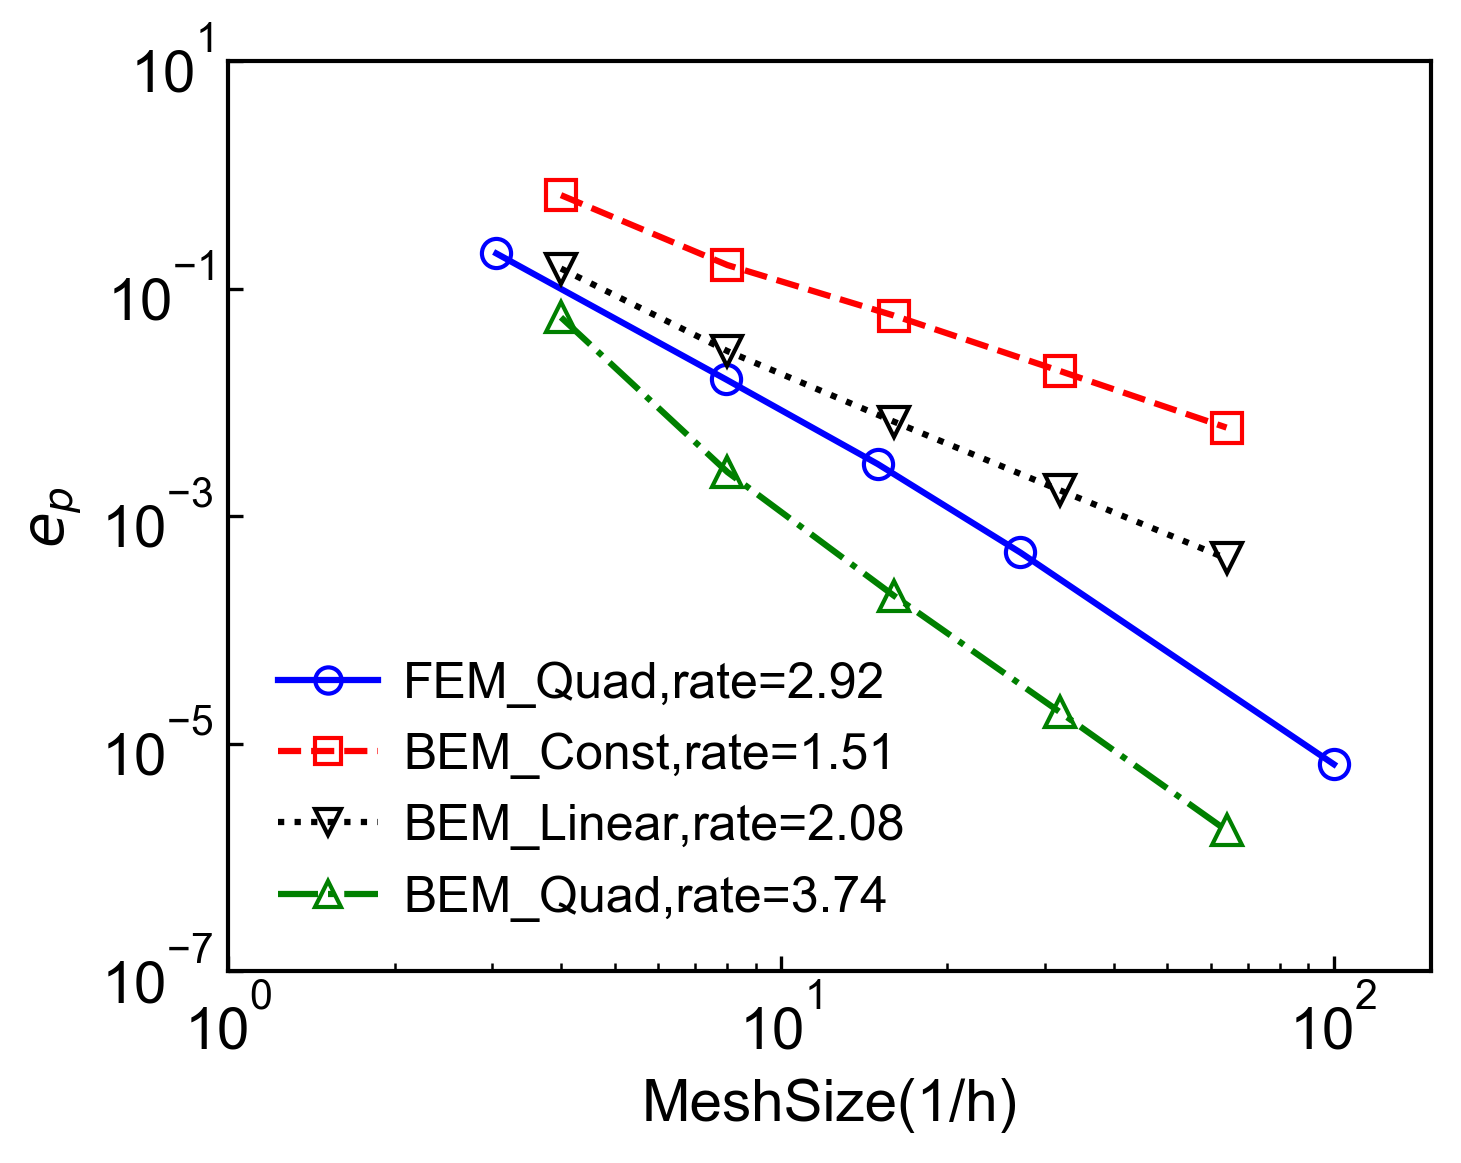 10^1
10^−1
10^−3
10^−5
10^−7
e_p
FEM_Quad,rate=2.92
BEM_Const,rate=1.51
BEM_Linear,rate=2.08
BEM_Quad,rate=3.74
10^0 10^1 10^2
MeshSize(1/h)